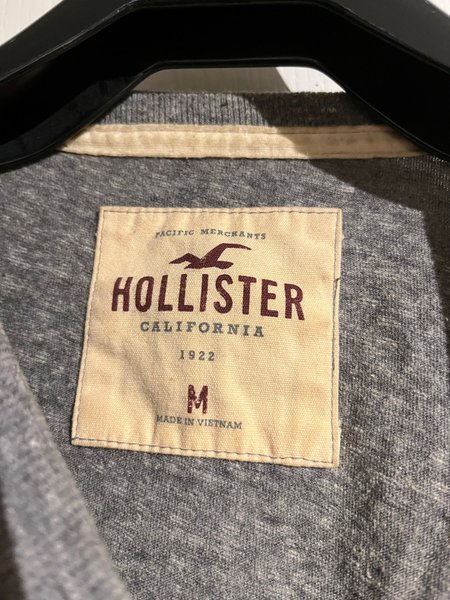 PACIFIC MERCHANTS
HOLLISTER
CALIFORNIA
1922
M
MADE IN VIETNAM